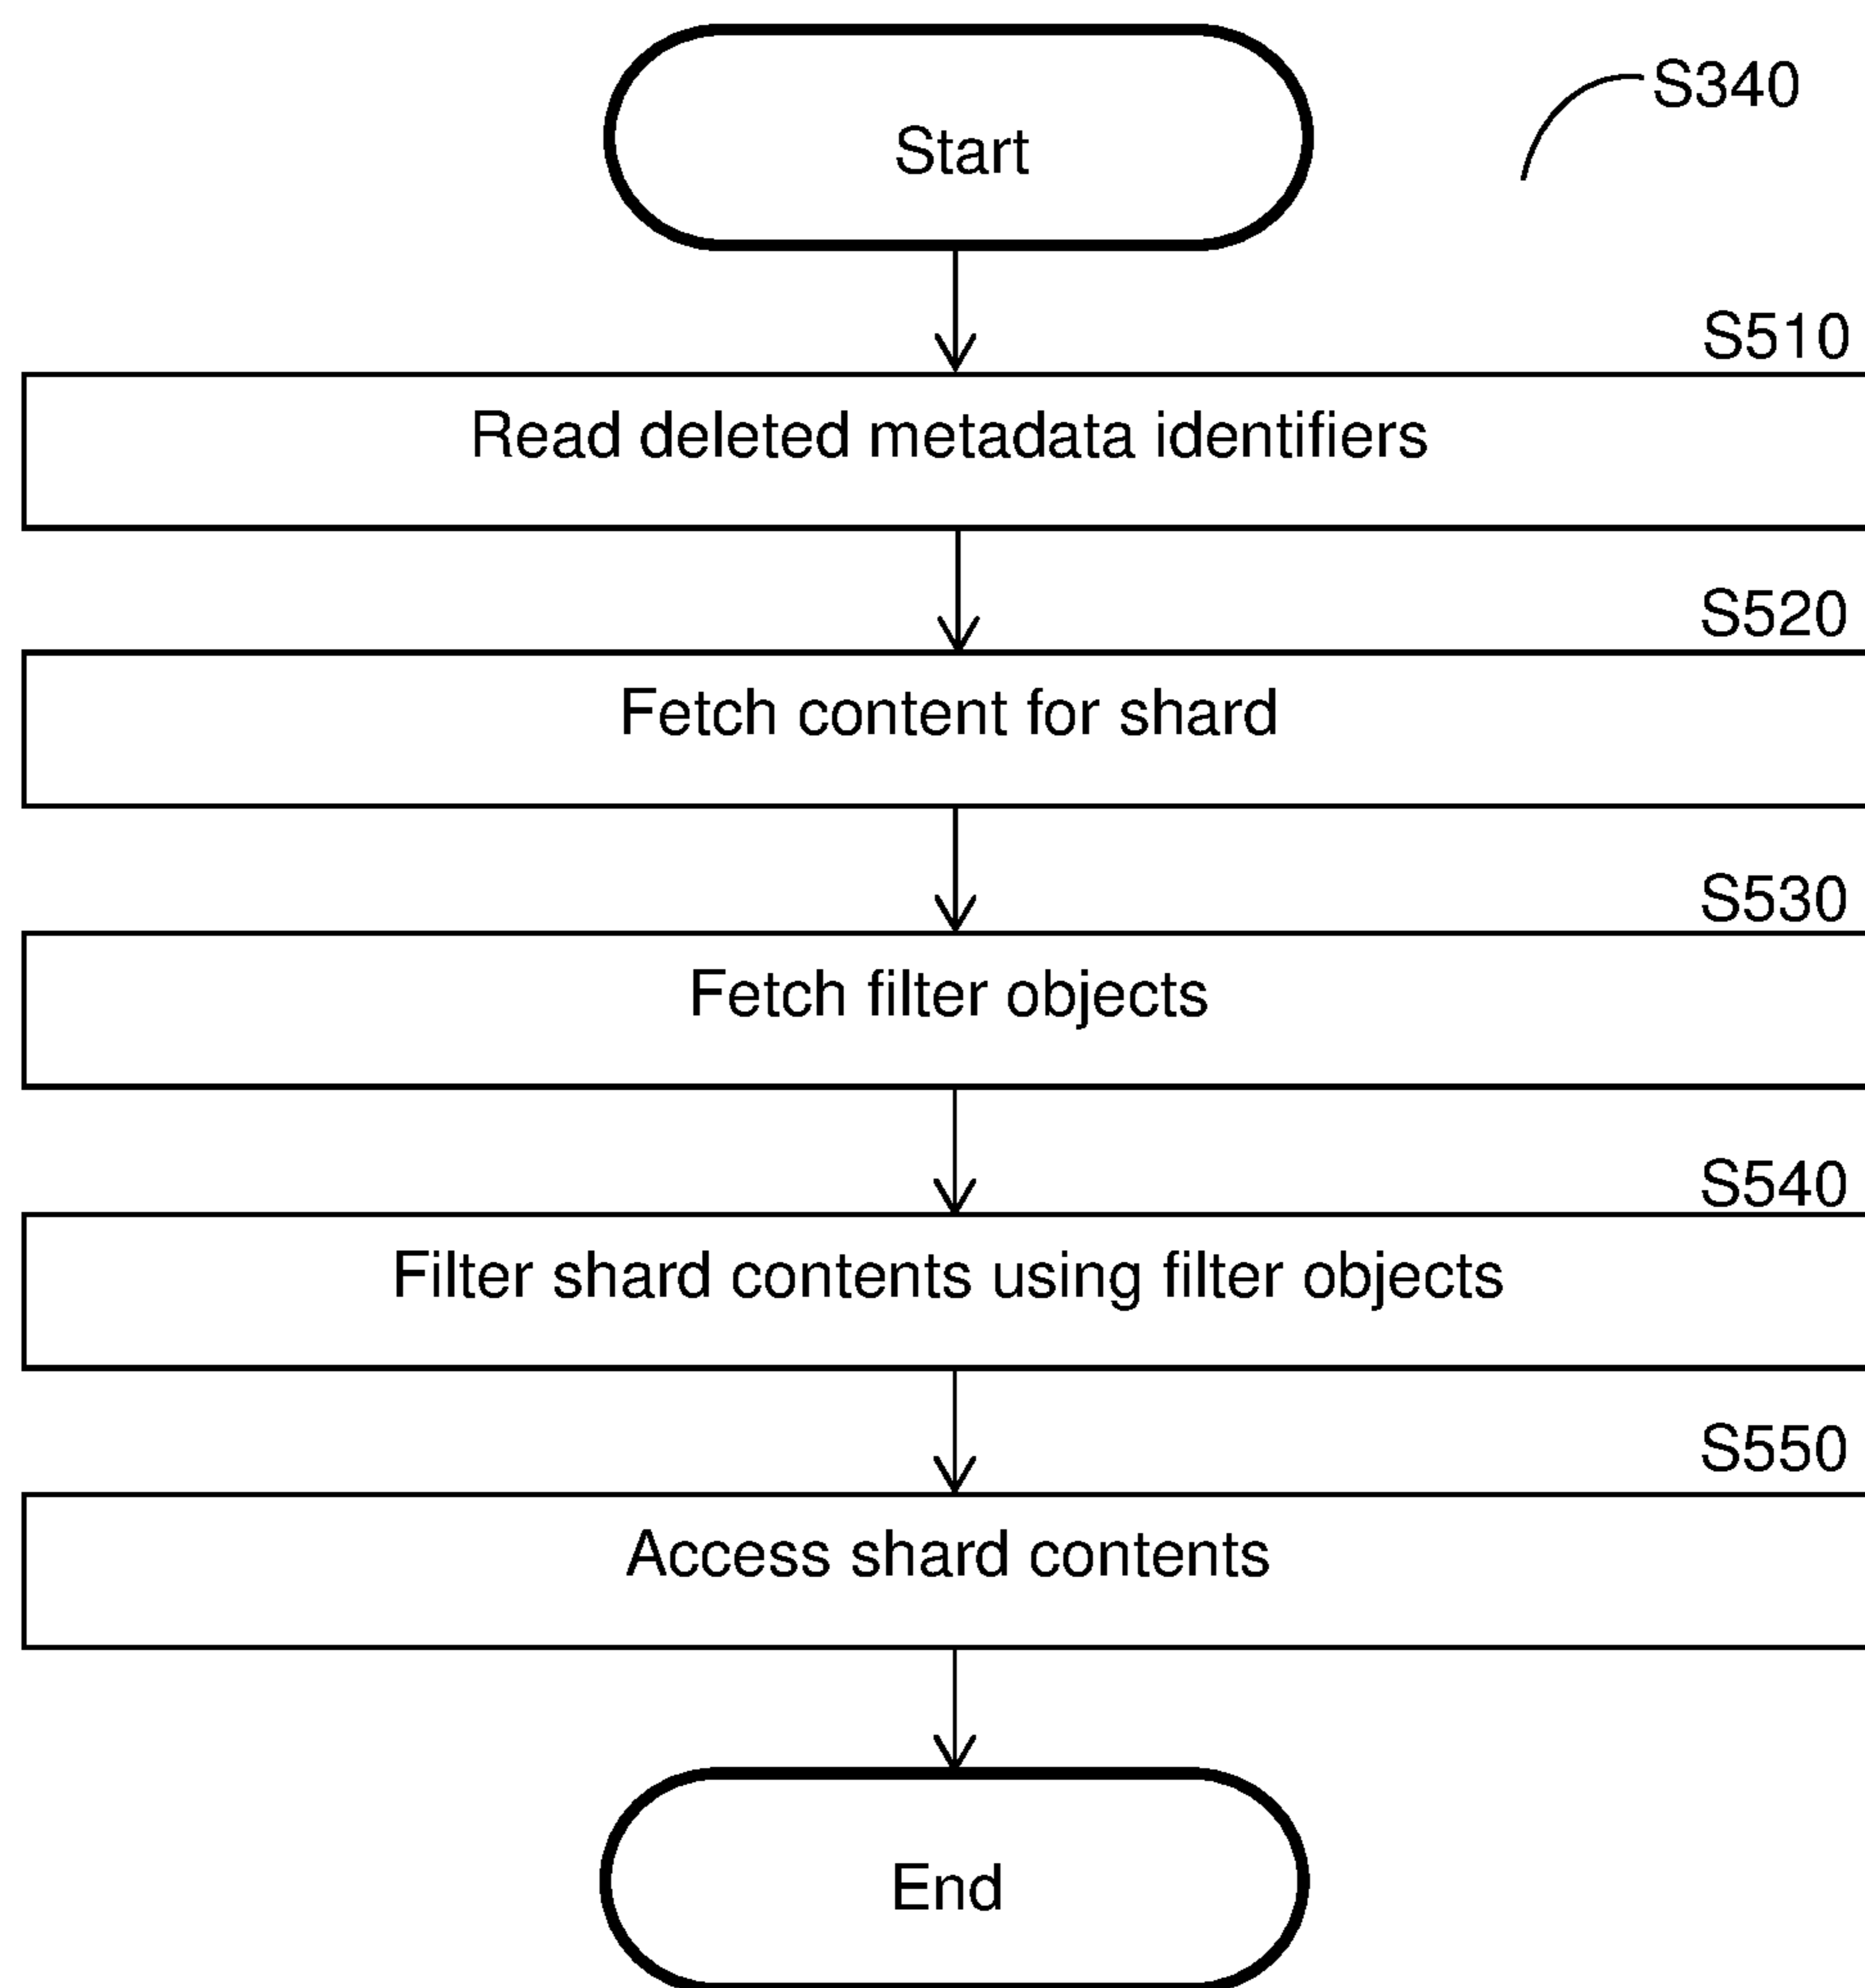 Start
S340
S510
Read deleted metadata identifiers
S520
Fetch content for shard
S530
Fetch filter objects
S540
Filter shard contents using filter objects
S550
Access shard contents
End